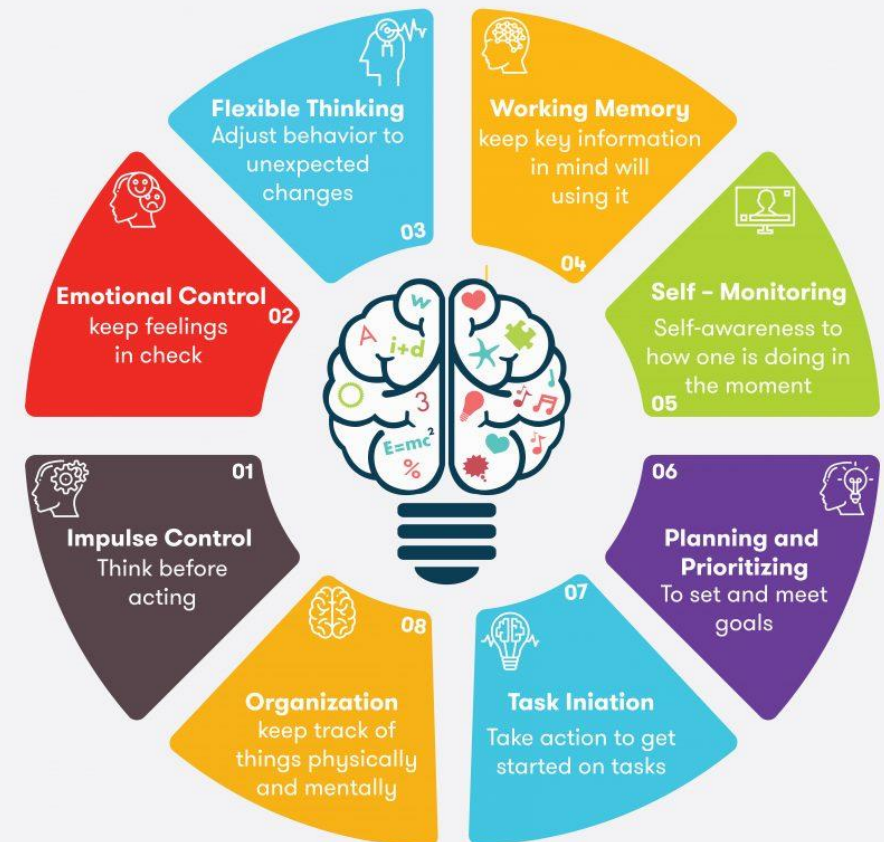 01
Impulse Control
Think before
acting
02
Emotional Control
keep feelings
in check
03
Flexible Thinking
Adjust behavior to
unexpected
changes
04
Working Memory
keep key information
in mind will
using it
05
Self – Monitoring
Self-awareness to
how one is doing in
the moment
06
Planning and
Prioritizing
To set and meet
goals
07
Task Iniation
Take action to get
started on tasks
08
Organization
keep track of
things physically
and mentally
w
A
i+d
3
E=mc²
%